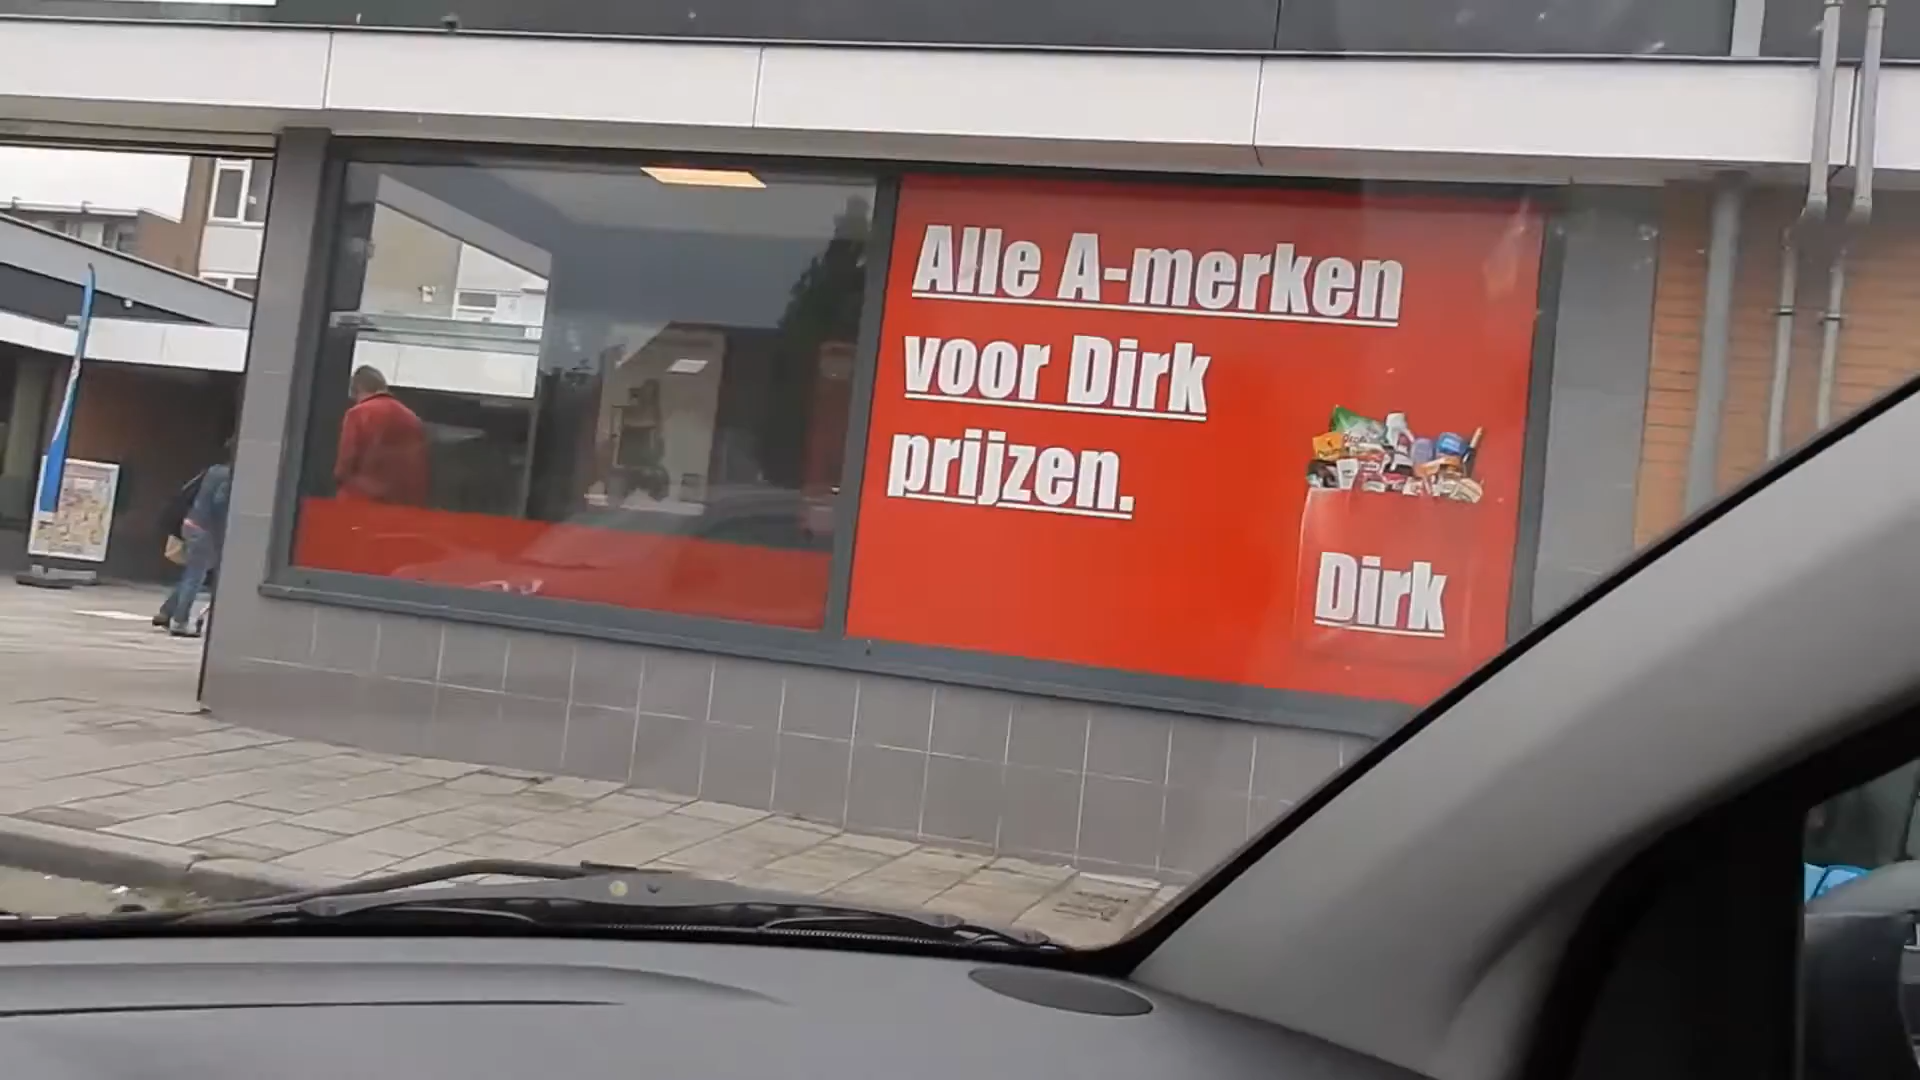 Alle A-merken
voor Dirk
prijzen.
Dirk